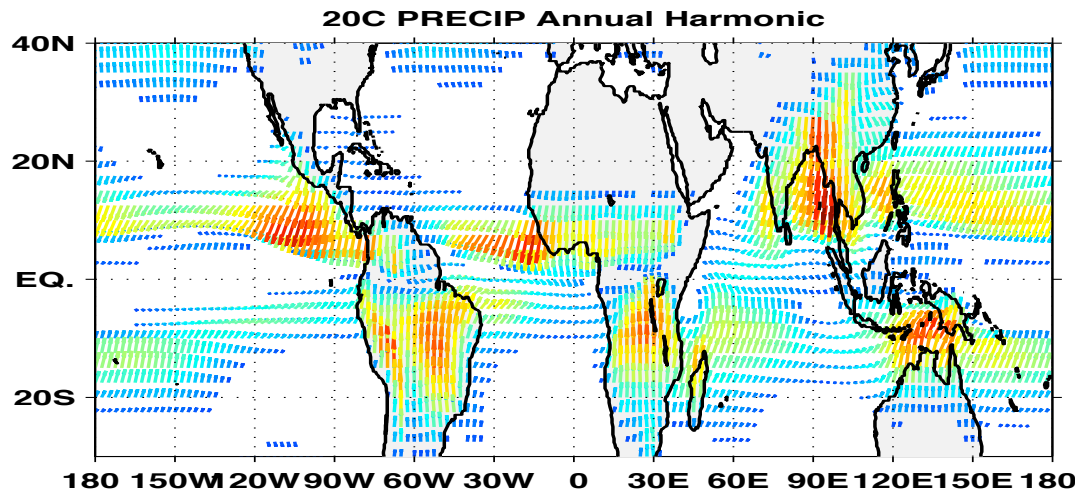 20C PRECIP Annual Harmonic
40N
20N
EQ.
20S
180 150W 120W 90W 60W 30W 0 30E 60E 90E 120E 150E 180